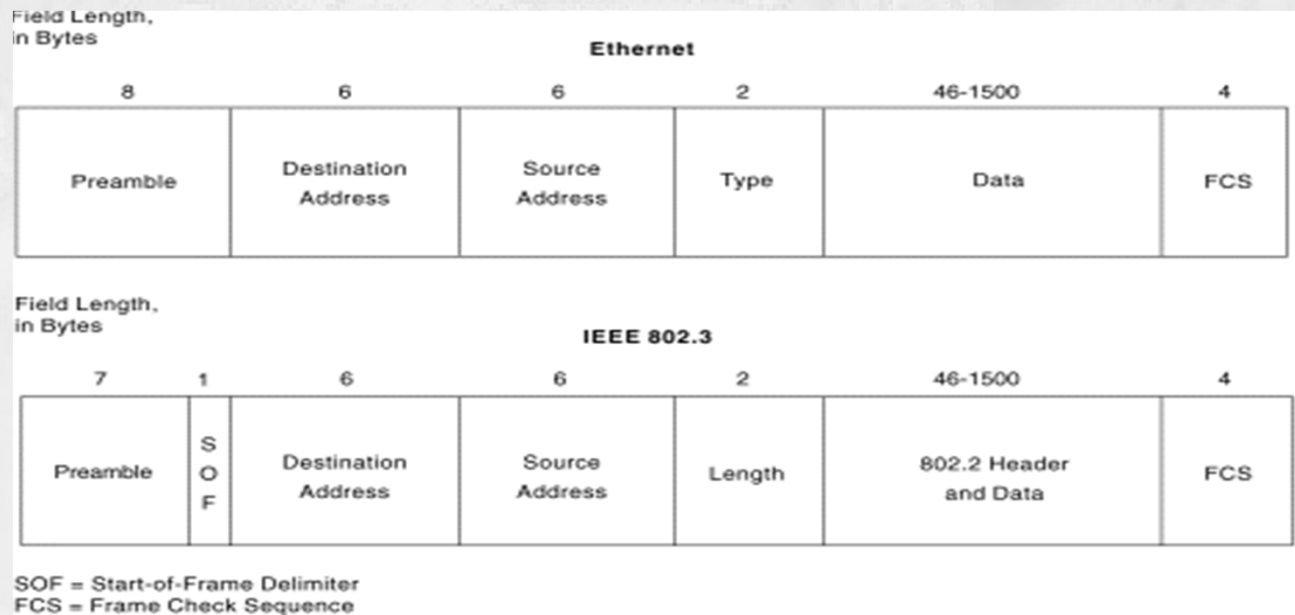 Field Length,
in Bytes
Ethernet
8 6 6 2 46-1500 4
Preamble
Destination
Address
Source
Address
Type
Data
FCS
Field Length,
in Bytes
IEEE 802.3
7 1 6 6 2 46-1500 4
Preamble
S
O
F
Destination
Address
Source
Address
Length
802.2 Header
and Data
FCS
SOF = Start-of-Frame Delimiter
FCS = Frame Check Sequence